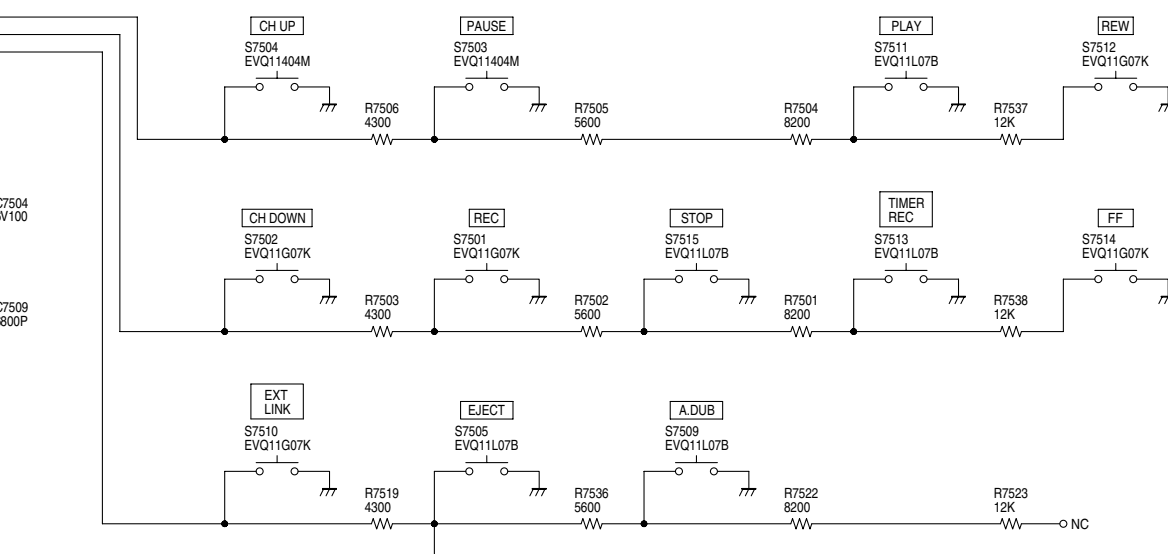 CH UP
S7504
EVQ11404M
PAUSE
S7503
EVQ11404M
PLAY
S7511
EVQ11L07B
REW
S7512
EVQ11G07K
R7506
4300
R7505
5600
R7504
8200
R7537
12K
C7504
V100
CH DOWN
S7502
EVQ11G07K
REC
S7501
EVQ11G07K
STOP
S7515
EVQ11L07B
TIMER
REC
S7513
EVQ11L07B
FF
S7514
EVQ11G07K
R7503
4300
R7502
5600
R7501
8200
R7538
12K
C7509
800P
EXT
LINK
S7510
EVQ11G07K
EJECT
S7505
EVQ11L07B
A.DUB
S7509
EVQ11L07B
R7519
4300
R7536
5600
R7522
8200
R7523
12K
NC